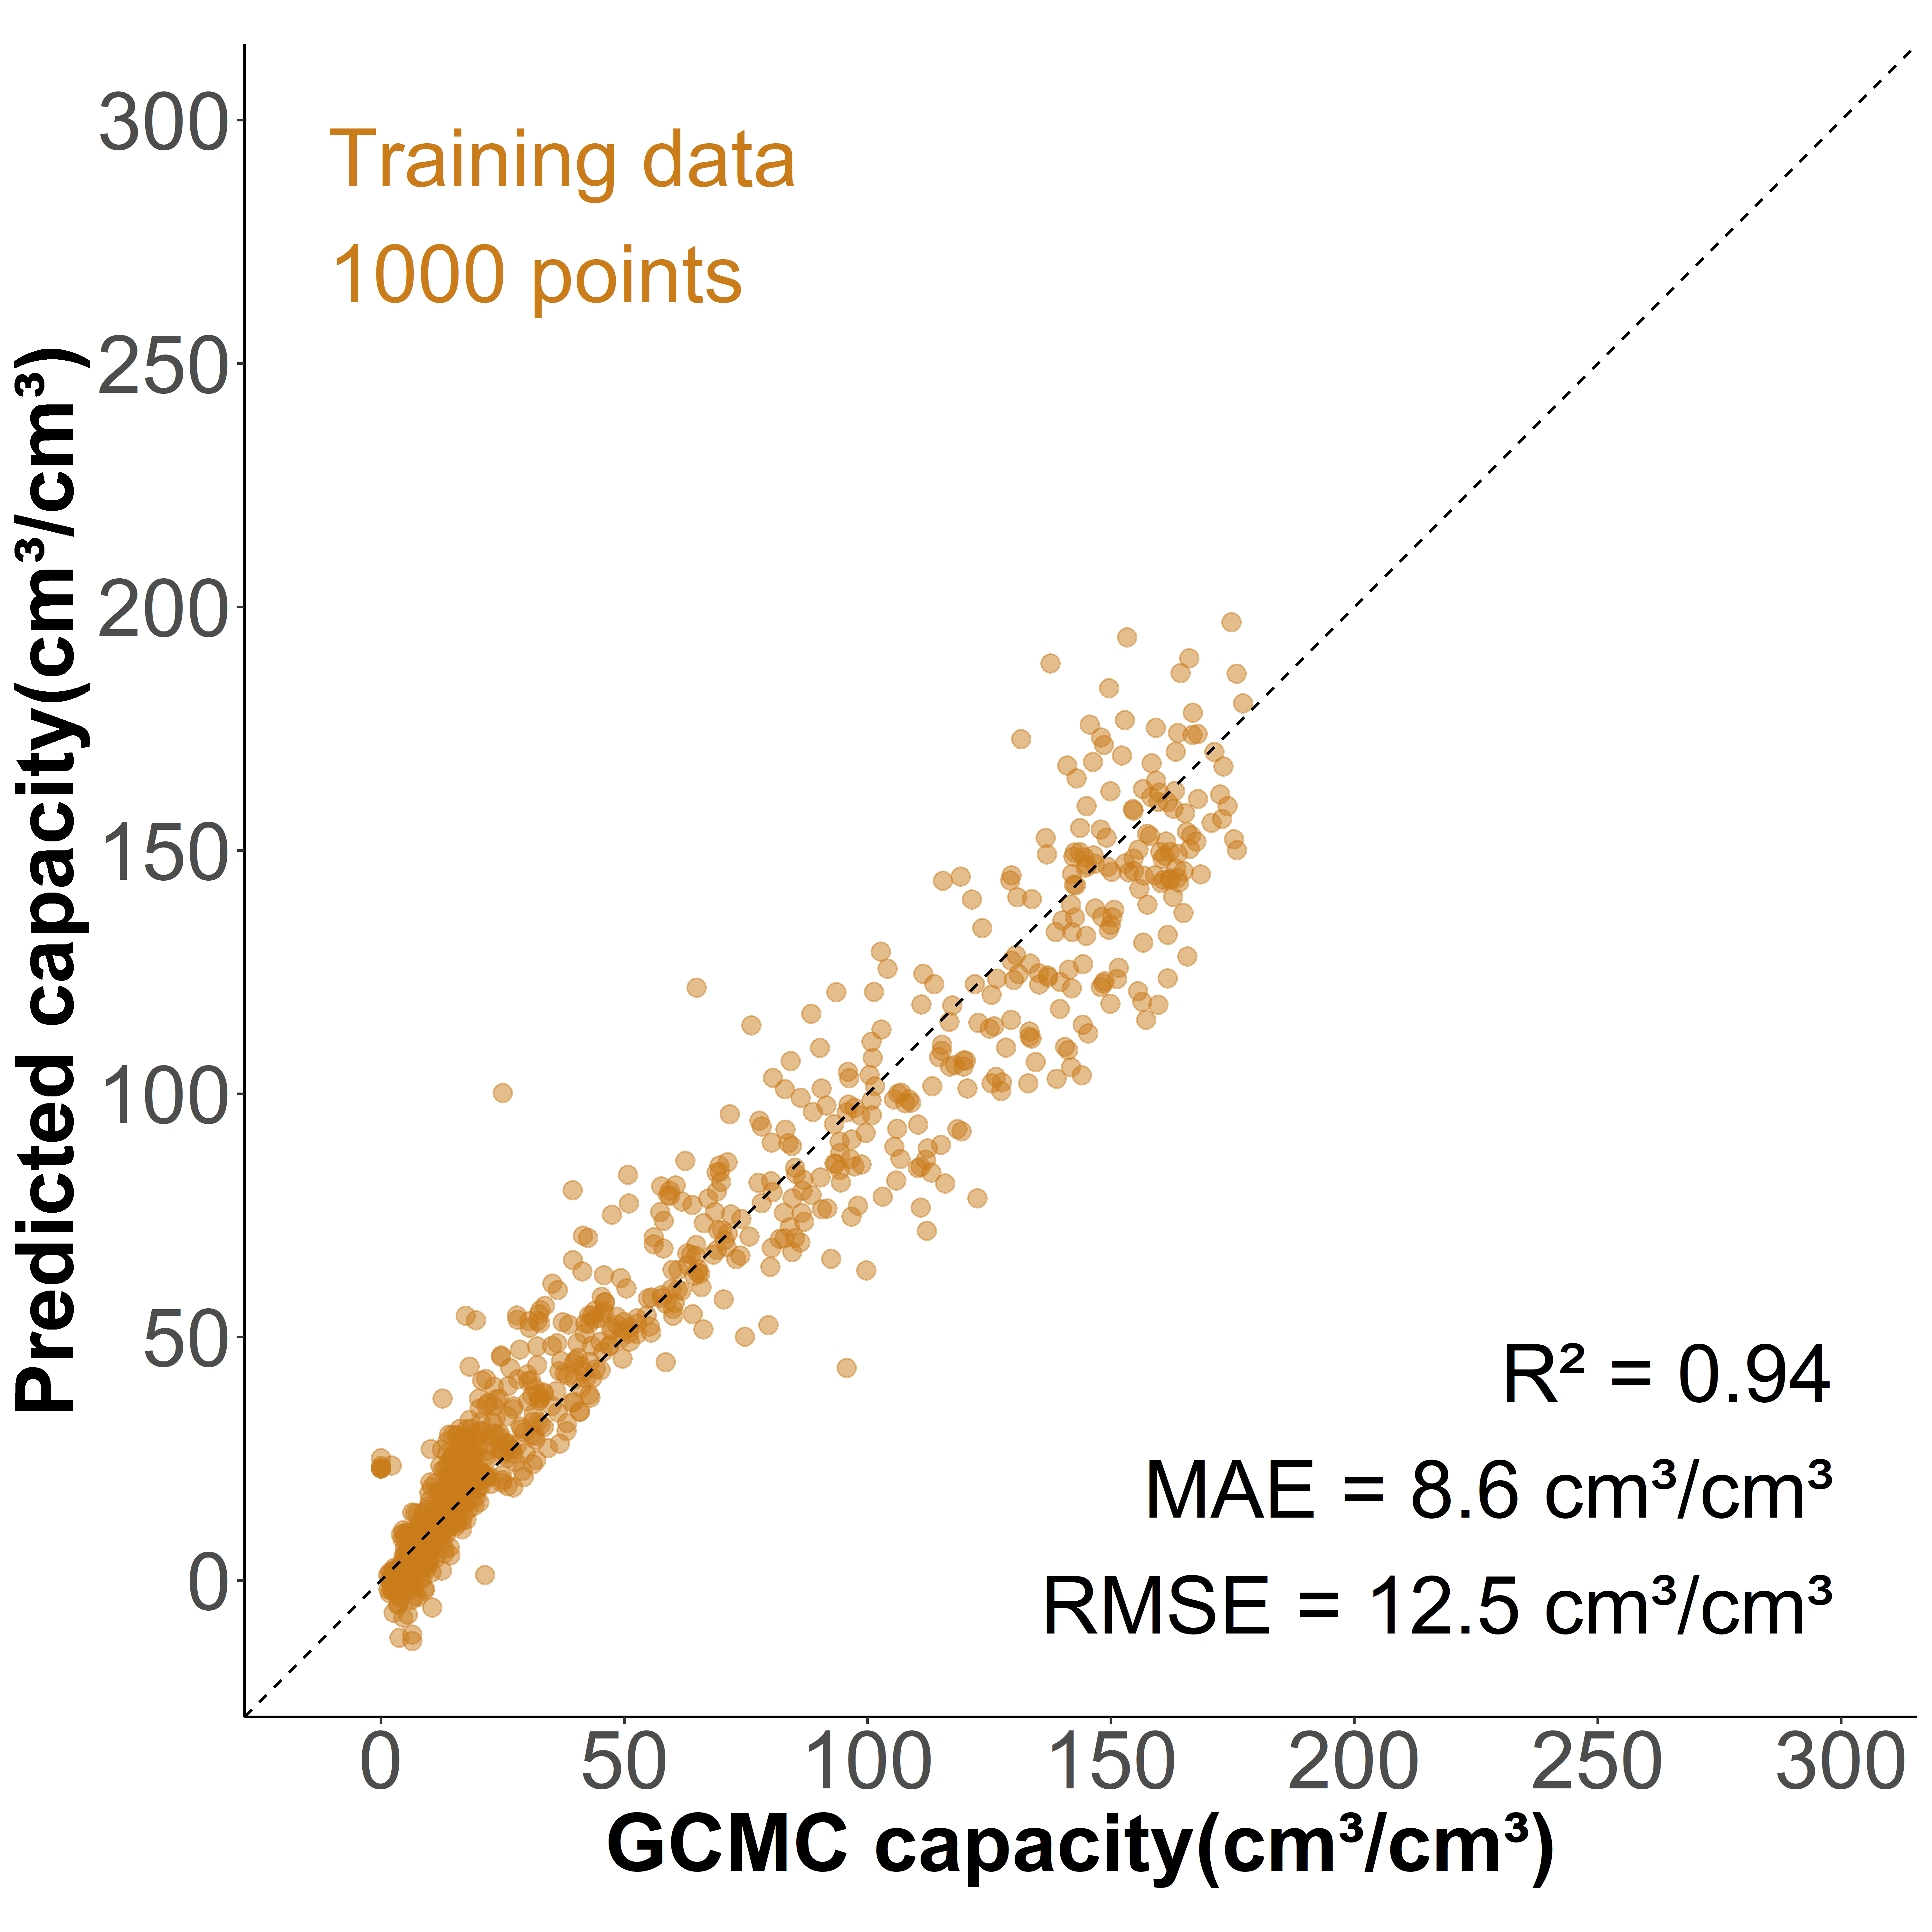 Training data
1000 points
300
250
200
150
100
50
0
Predicted capacity(cm³/cm³)
R² = 0.94
MAE = 8.6 cm³/cm³
RMSE = 12.5 cm³/cm³
0 50 100 150 200 250 300
GCMC capacity(cm³/cm³)